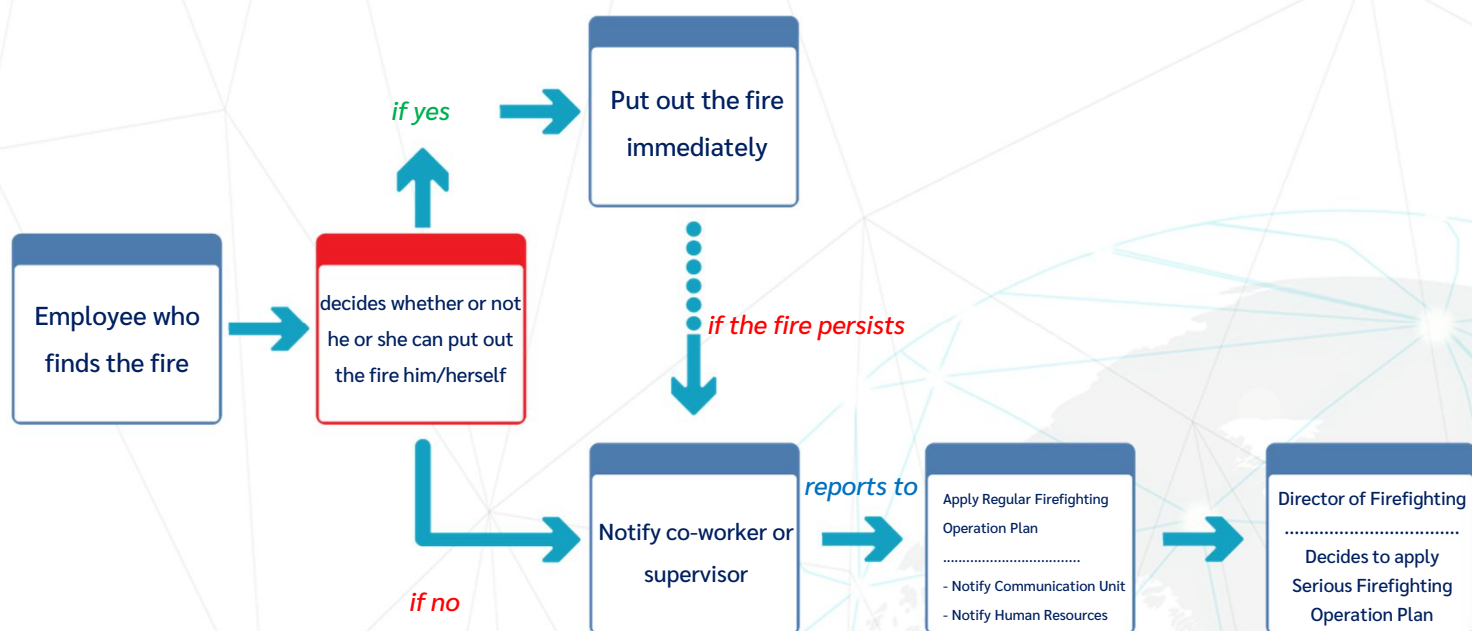 Employee who
finds the fire
decides whether or not
he or she can put out
the fire him/herself
if yes
Put out the fire
immediately
if the fire persists
if no
Notify co-worker or
supervisor
reports to
Apply Regular Firefighting
Operation Plan
....................................
- Notify Communication Unit
- Notify Human Resources
Director of Firefighting
...................................
Decides to apply
Serious Firefighting
Operation Plan